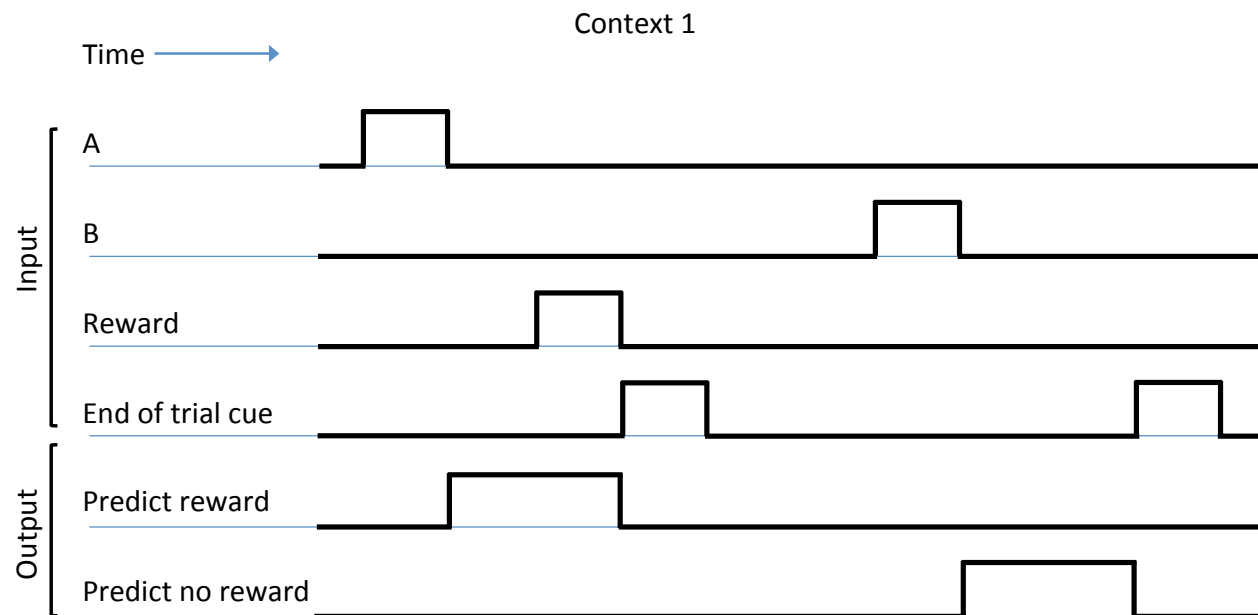 Context 1
Time
Input
A
B
Reward
End of trial cue
Output
Predict reward
Predict no reward